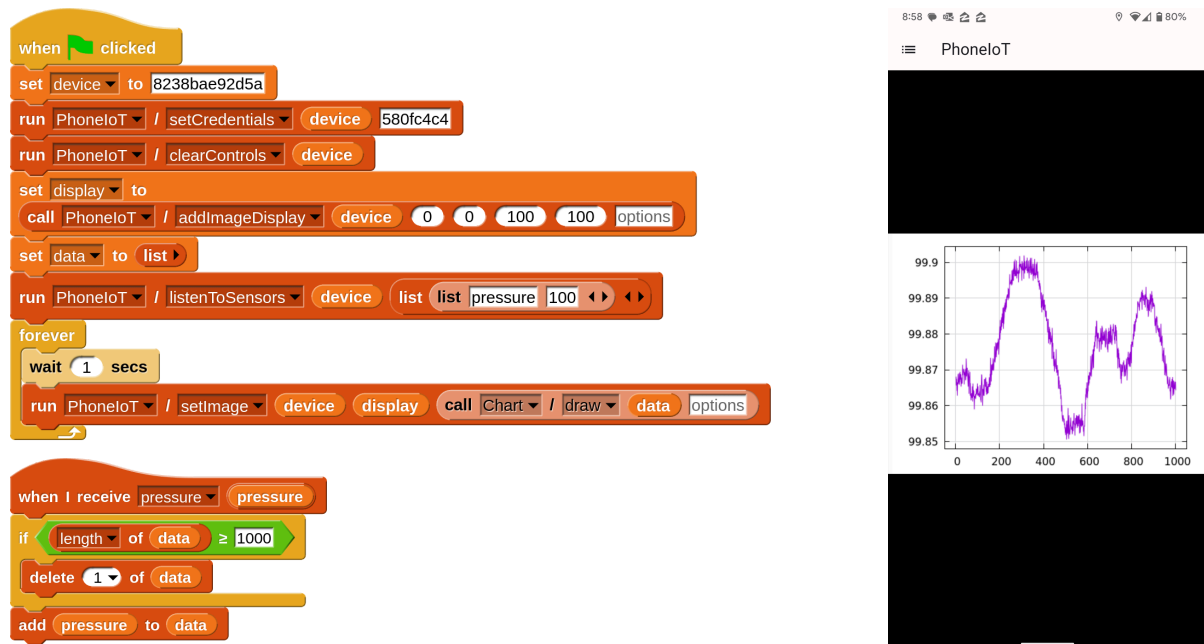 when clicked
set device to 8238bae92d5a
run PhoneIoT / setCredentials device 580fc4c4
run PhoneIoT / clearControls device
set display to
call PhoneIoT / addImageDisplay device 0 0 100 100 options
set data to list
run PhoneIoT / listenToSensors device list list pressure 100
forever
wait 1 secs
run PhoneIoT / setImage device display call Chart / draw data options
when I receive pressure pressure
if length of data ≥ 1000
delete 1 of data
add pressure to data
8:58 80%
PhoneIoT
99.9
99.89
99.88
99.87
99.86
99.85
0 200 400 600 800 1000